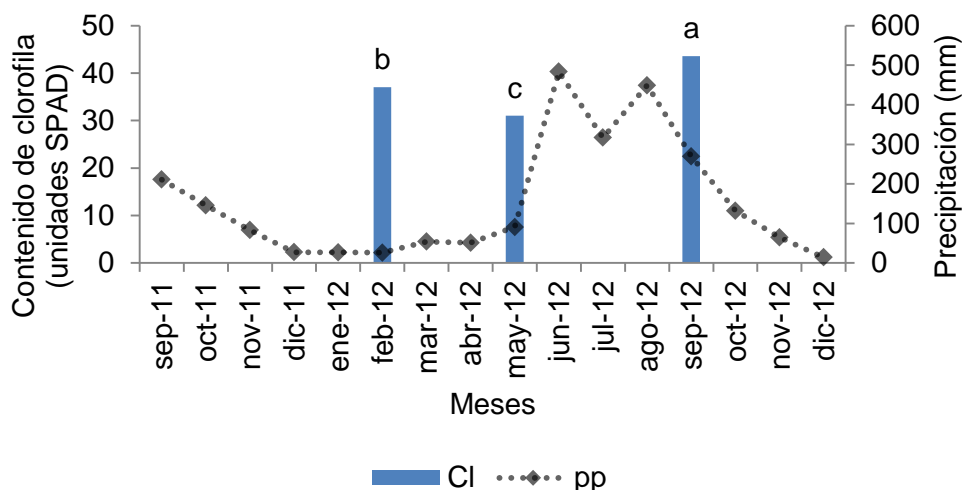 Contenido de clorofila
(unidades SPAD)
50
40
30
20
10
0
b
c
a
600
500
400
300
200
100
0
Precipitación (mm)
sep-11
oct-11
nov-11
dic-11
ene-12
feb-12
mar-12
abr-12
may-12
jun-12
jul-12
ago-12
sep-12
oct-12
nov-12
dic-12
Meses
Cl
pp